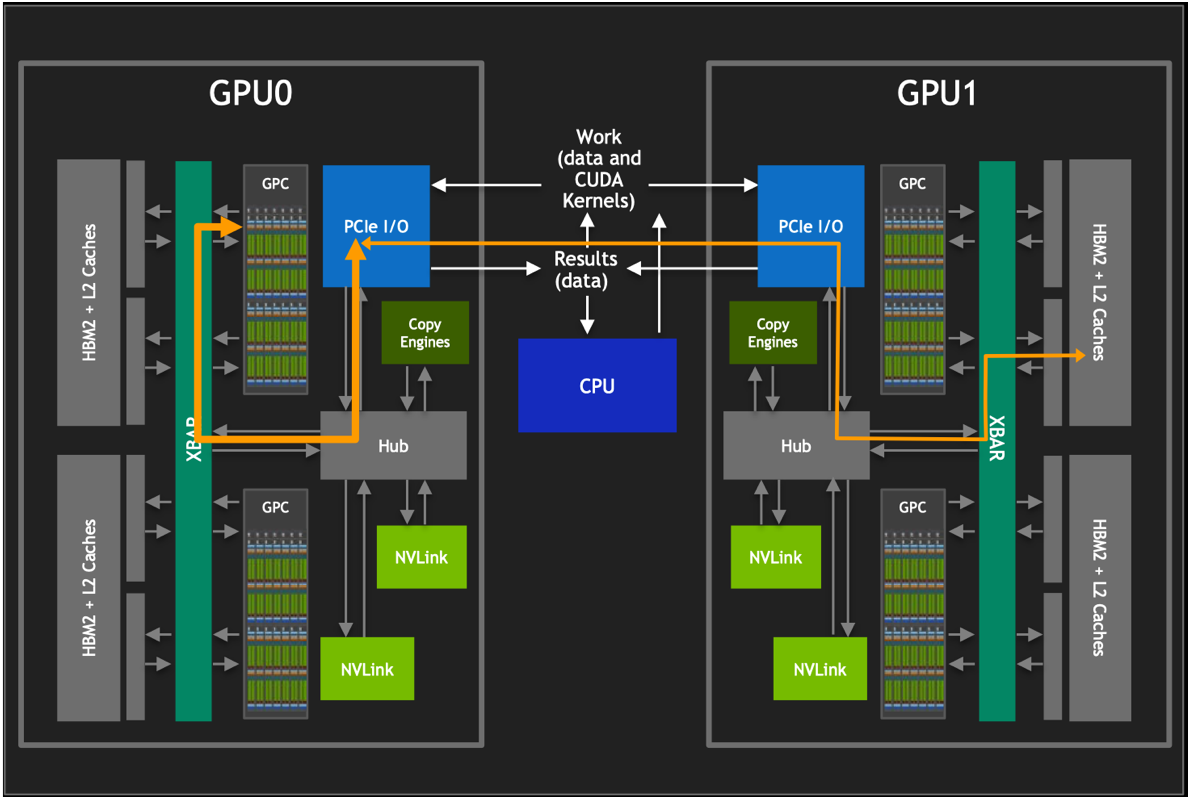 GPU0
GPU1
Work
(data and
CUDA
Kernels)
Results
(data)
CPU
HBM2 + L2 Caches
HBM2 + L2 Caches
XBAR
GPC
GPC
PCIe I/O
Copy
Engines
Hub
NVLink
NVLink
PCIe I/O
Copy
Engines
Hub
NVLink
NVLink
GPC
GPC
XBAR
HBM2 + L2 Caches
HBM2 + L2 Caches